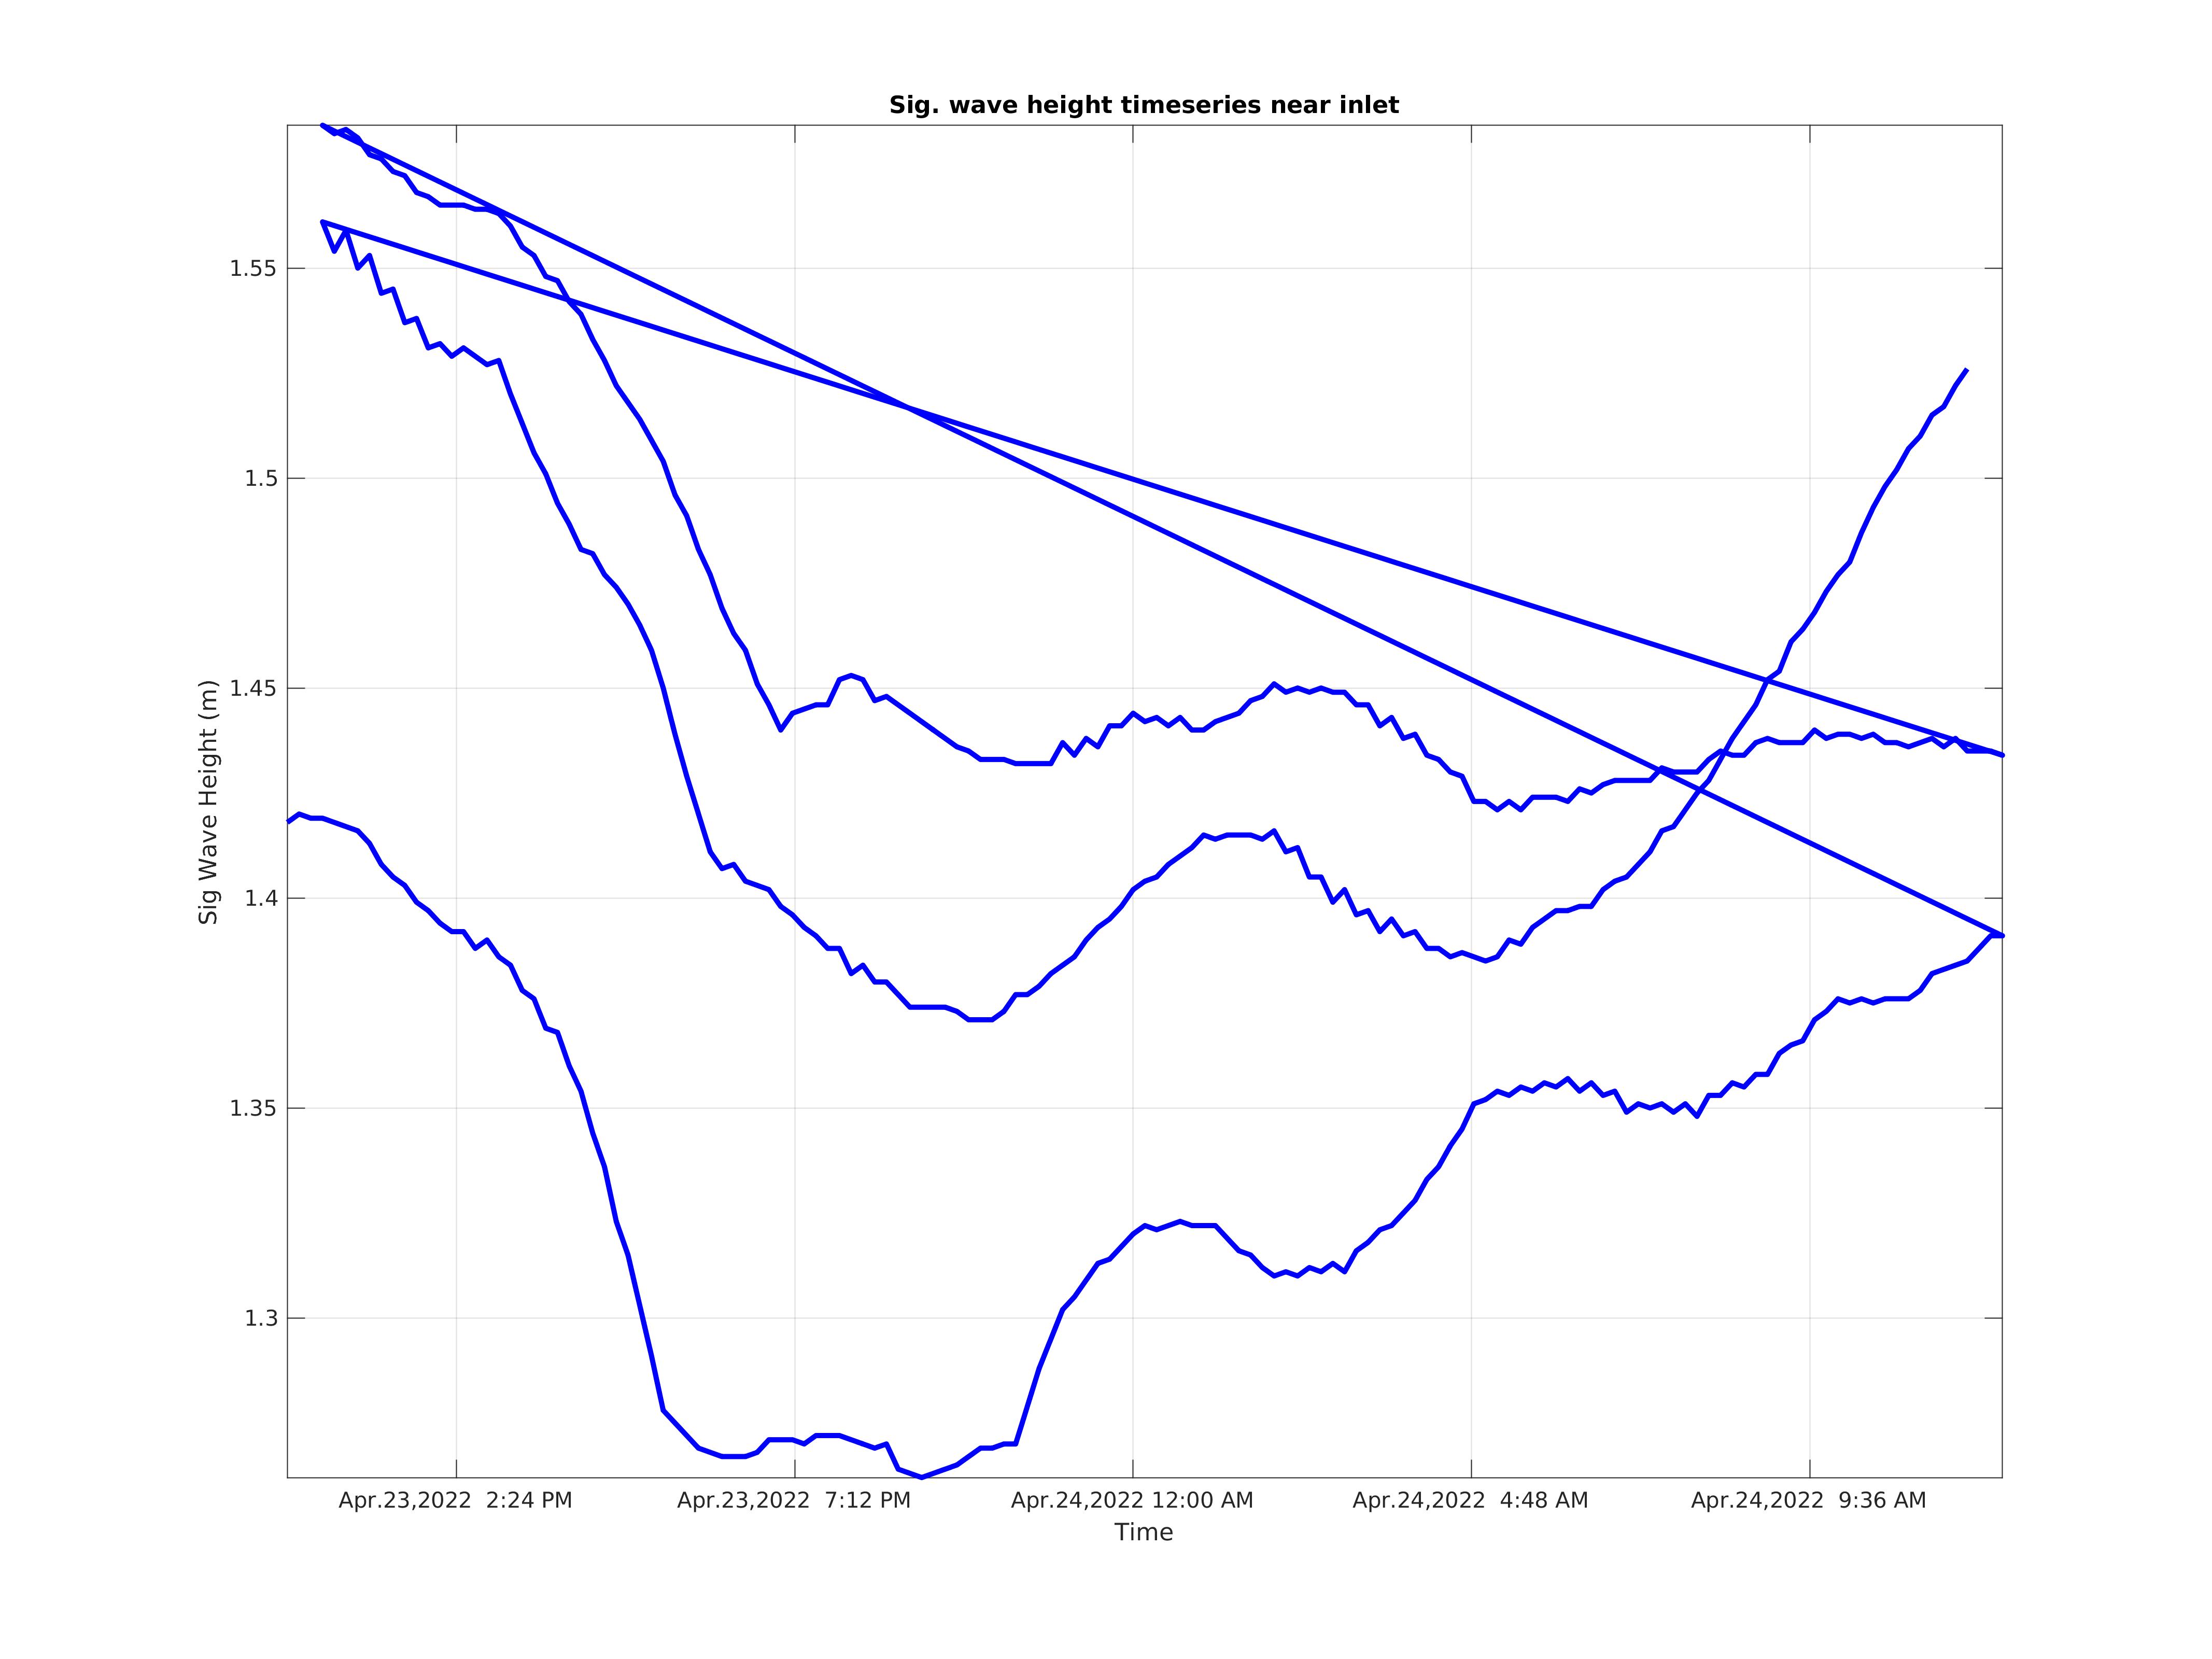 Sig. wave height timeseries near inlet
Sig Wave Height (m)
1.55
1.5
1.45
1.4
1.35
1.3
Apr.23,2022  2:24 PM
Apr.23,2022  7:12 PM
Apr.24,2022 12:00 AM
Apr.24,2022  4:48 AM
Apr.24,2022  9:36 AM
Time